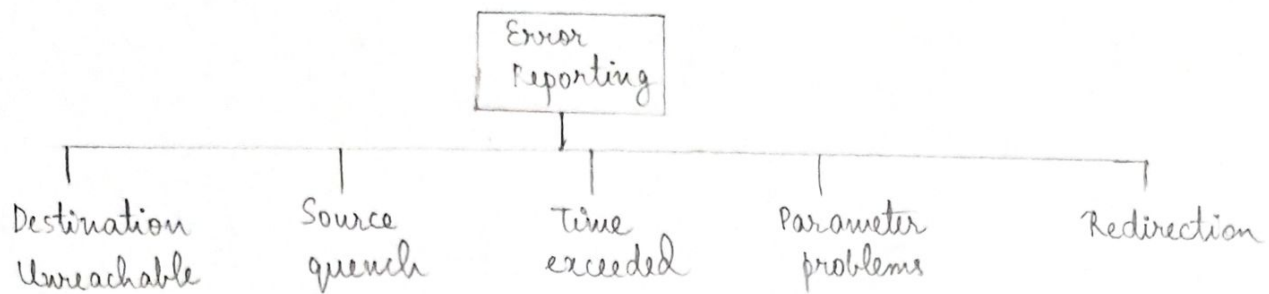 Error
Reporting
Destination
Unreachable
Source
quench
Time
exceeded
Parameter
problems
Redirection